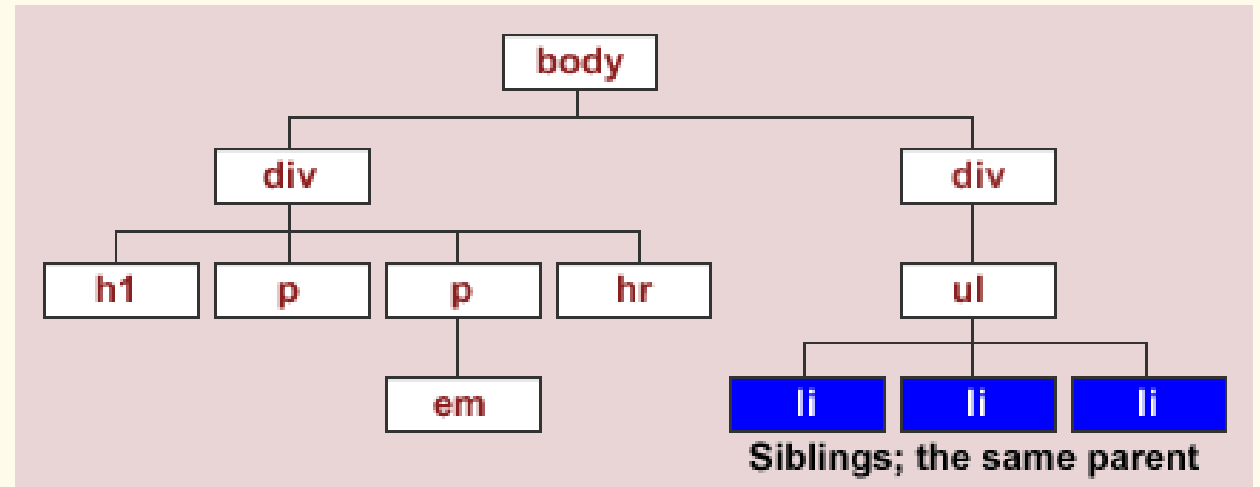 body
div div
h1 p p hr ul
em li li li
Siblings; the same parent